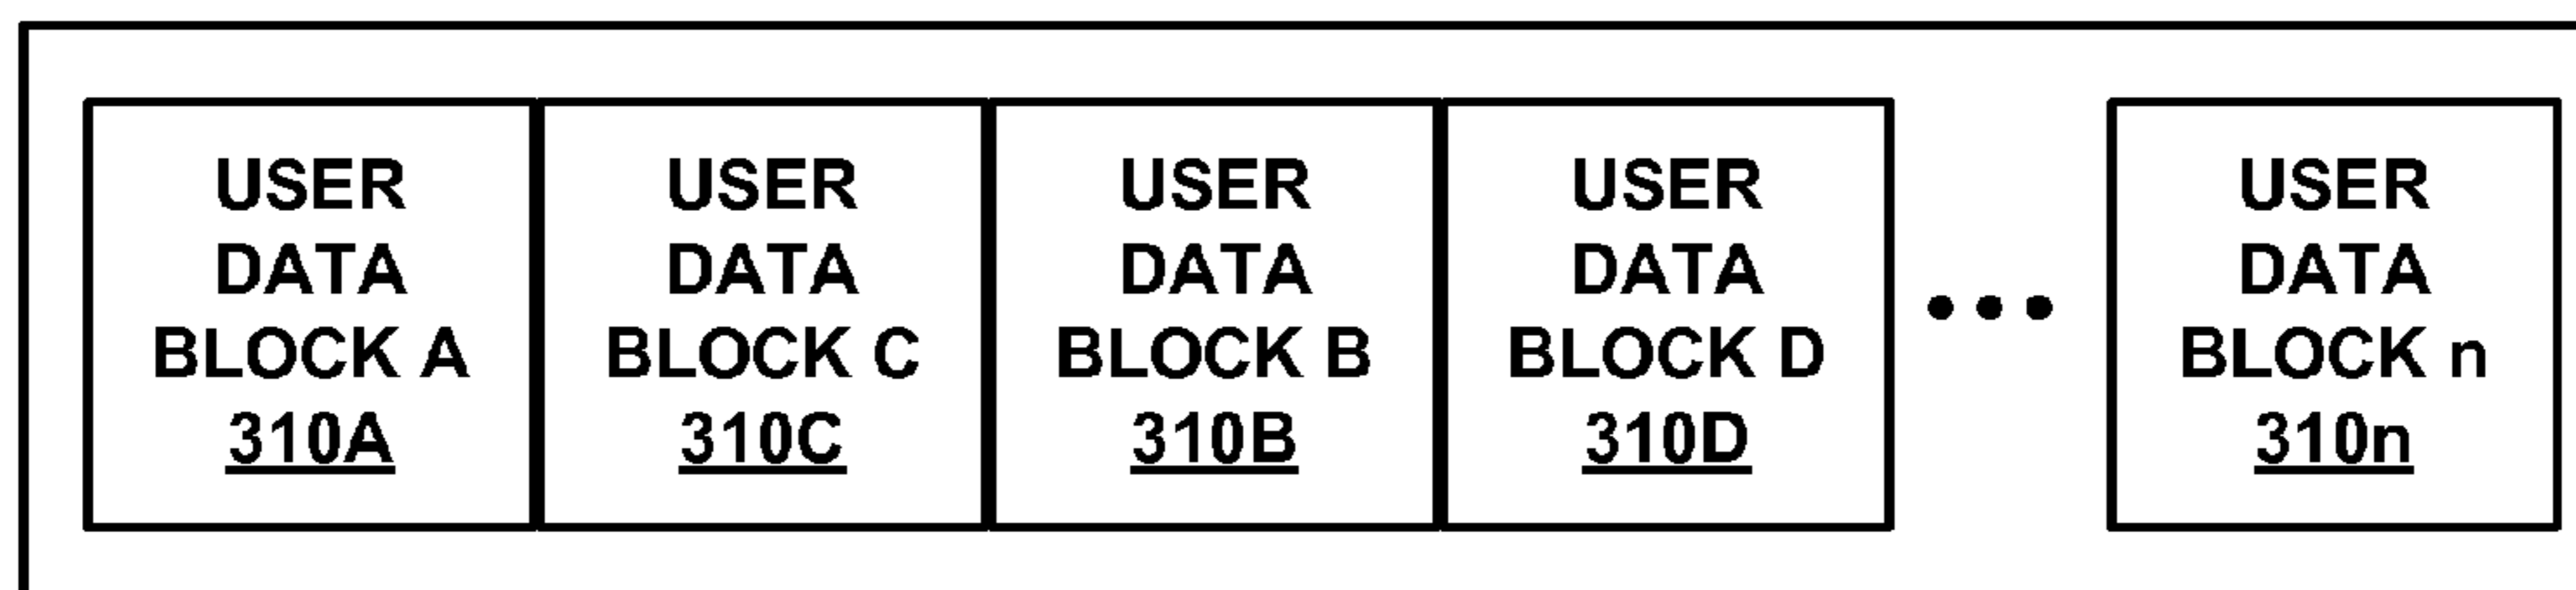 USER
DATA
BLOCK A
310A
USER
DATA
BLOCK C
310C
USER
DATA
BLOCK B
310B
USER
DATA
BLOCK D
310D
•••
USER
DATA
BLOCK n
310n